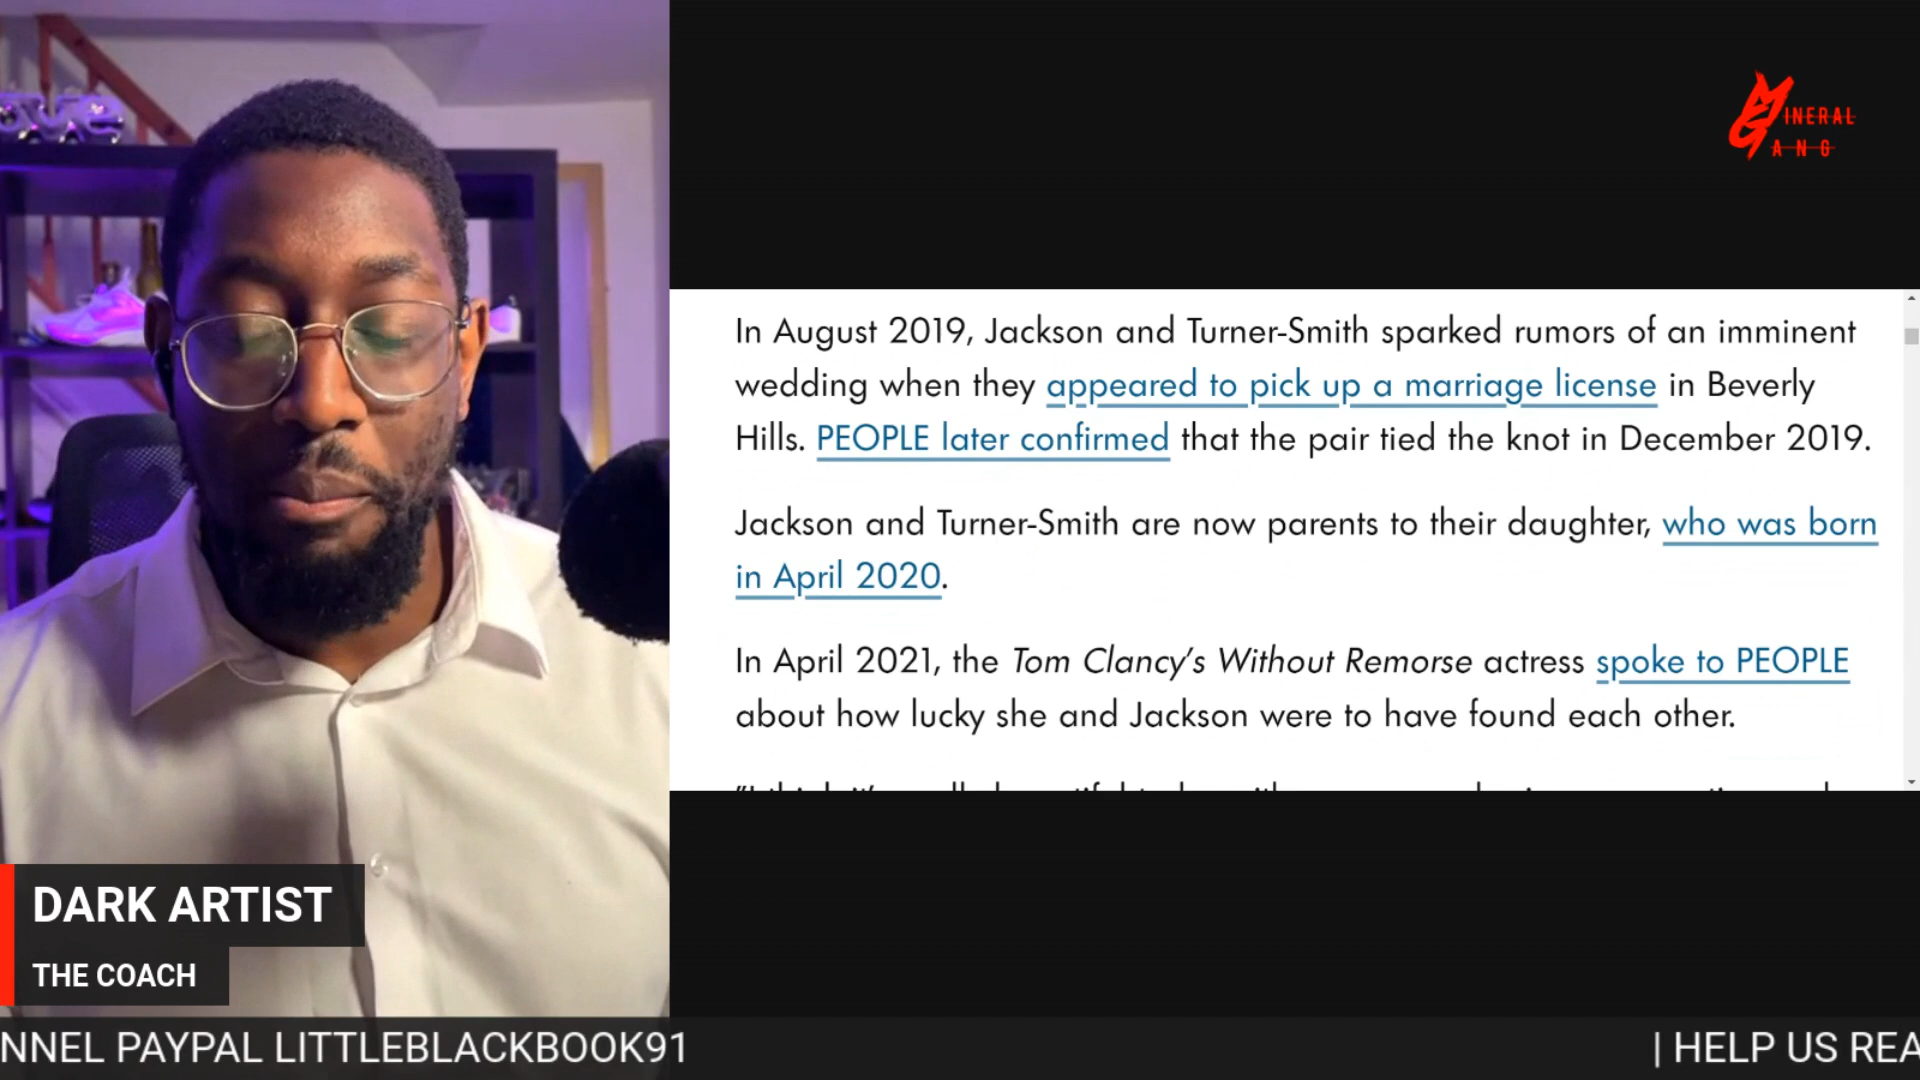 ove
MINERAL
GANG
In August 2019, Jackson and Turner-Smith sparked rumors of an imminent
wedding when they appeared to pick up a marriage license in Beverly
Hills. PEOPLE later confirmed that the pair tied the knot in December 2019.
Jackson and Turner-Smith are now parents to their daughter, who was born
in April 2020.
In April 2021, the Tom Clancy's Without Remorse actress spoke to PEOPLE
about how lucky she and Jackson were to have found each other.
DARK ARTIST
THE COACH
NNEL PAYPAL LITTLEBLACKBOOK91
| HELP US REA